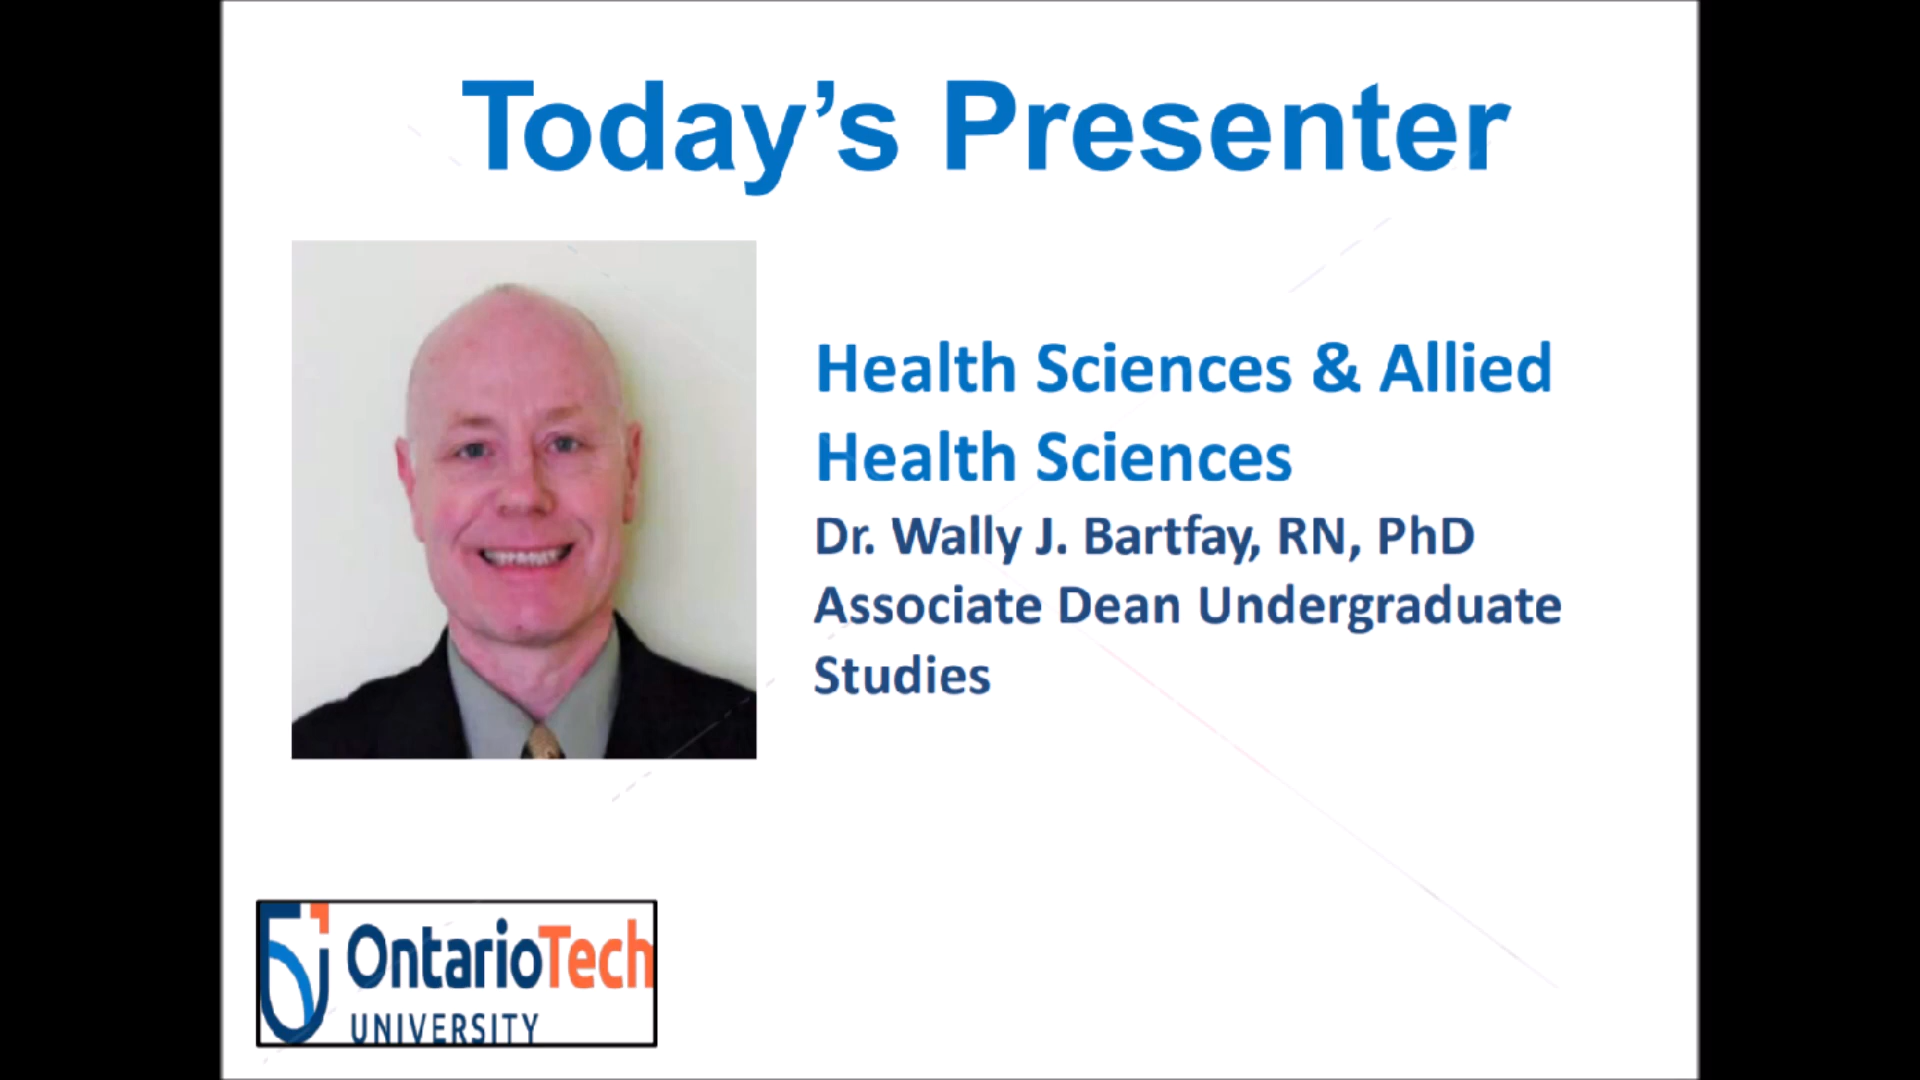 Today’s Presenter
Health Sciences & Allied
Health Sciences
Dr. Wally J. Bartfay, RN, PhD
Associate Dean Undergraduate
Studies
OntarioTech
UNIVERSITY